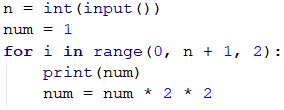 n = int(input())
num = 1
for i in range(0, n + 1, 2):
    print(num)
    num = num * 2 * 2